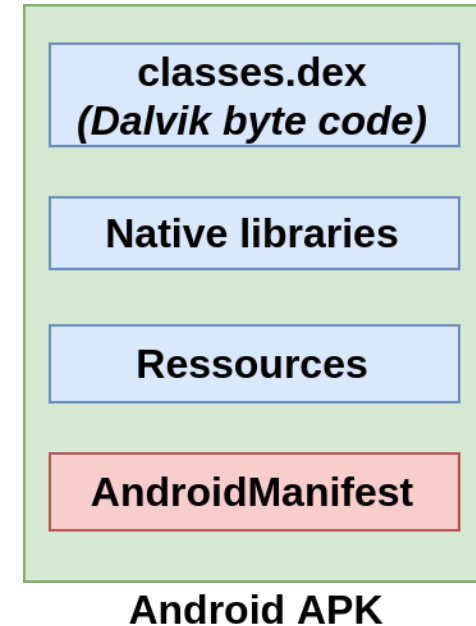 classes.dex
(Dalvik byte code)
Native libraries
Ressources
AndroidManifest
Android APK